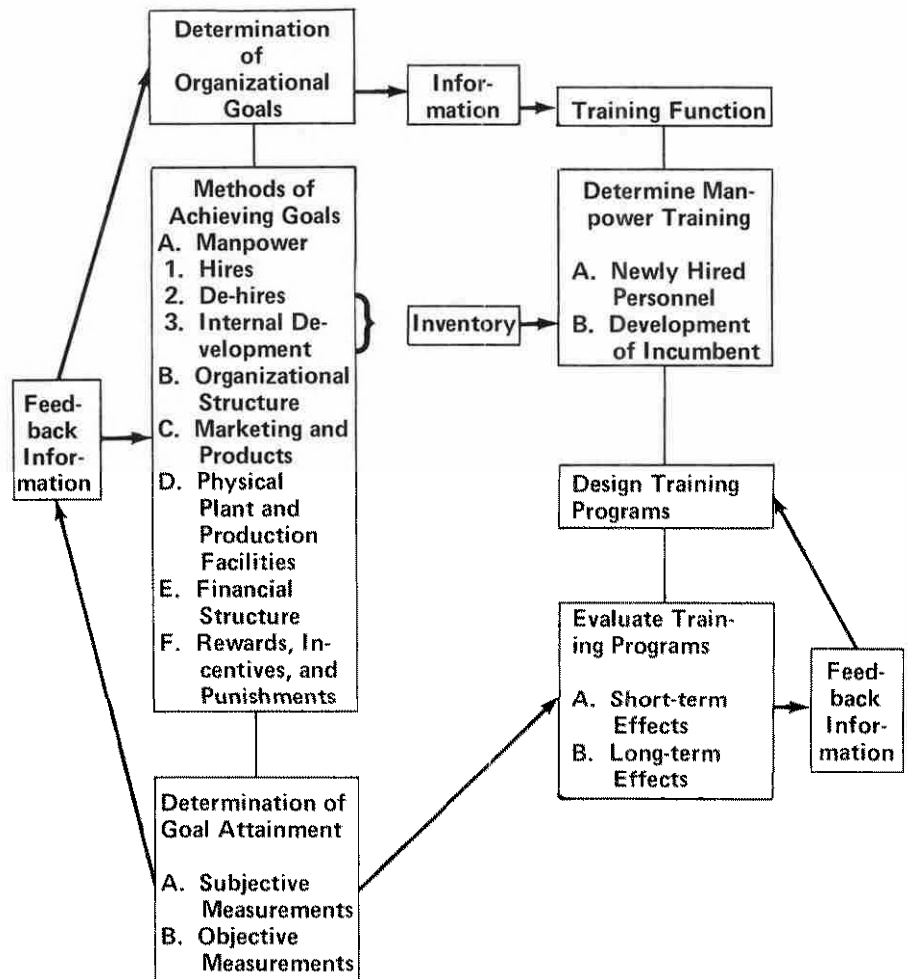 Determination
of
Organizational
Goals
Infor-
mation
Training Function
Methods of
Achieving Goals
A. Manpower
1. Hires
2. De-hires
3. Internal De-
velopment
B. Organizational
Structure
C. Marketing and
Products
D. Physical
Plant and
Production
Facilities
E. Financial
Structure
F. Rewards, In-
centives, and
Punishments
Inventory
Determine Man-
power Training
A. Newly Hired
Personnel
B. Development
of Incumbent
Feed-
back
Infor-
mation
Design Training
Programs
Evaluate Train-
ing Programs
A. Short-term
Effects
B. Long-term
Effects
Feed-
back
Infor-
mation
Determination of
Goal Attainment
A. Subjective
Measurements
B. Objective
Measurements